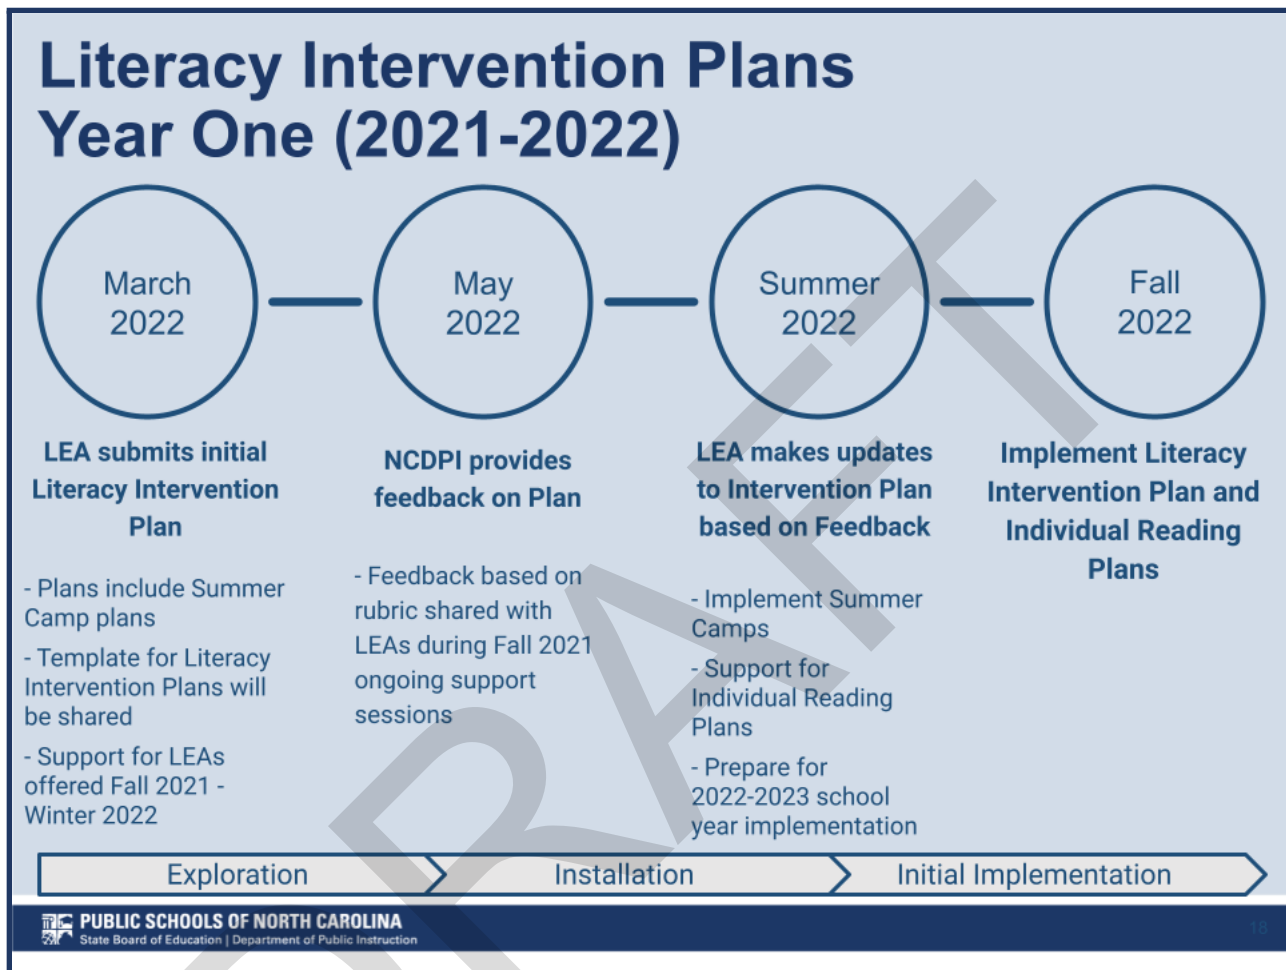 Literacy Intervention Plans
Year One (2021-2022)
March
2022
May
2022
Summer
2022
Fall
2022
LEA submits initial
Literacy Intervention
Plan
- Plans include Summer
Camp plans
- Template for Literacy
Intervention Plans will
be shared
- Support for LEAs
offered Fall 2021 -
Winter 2022
NCDPI provides
feedback on Plan
- Feedback based on
rubric shared with
LEAs during Fall 2021
ongoing support
sessions
LEA makes updates
to Intervention Plan
based on Feedback
- Implement Summer
Camps
- Support for
Individual Reading
Plans
- Prepare for
2022-2023 school
year implementation
Implement Literacy
Intervention Plan and
Individual Reading
Plans
Exploration
Installation
Initial Implementation
PUBLIC SCHOOLS OF NORTH CAROLINA
State Board of Education | Department of Public Instruction
18
DRAFT